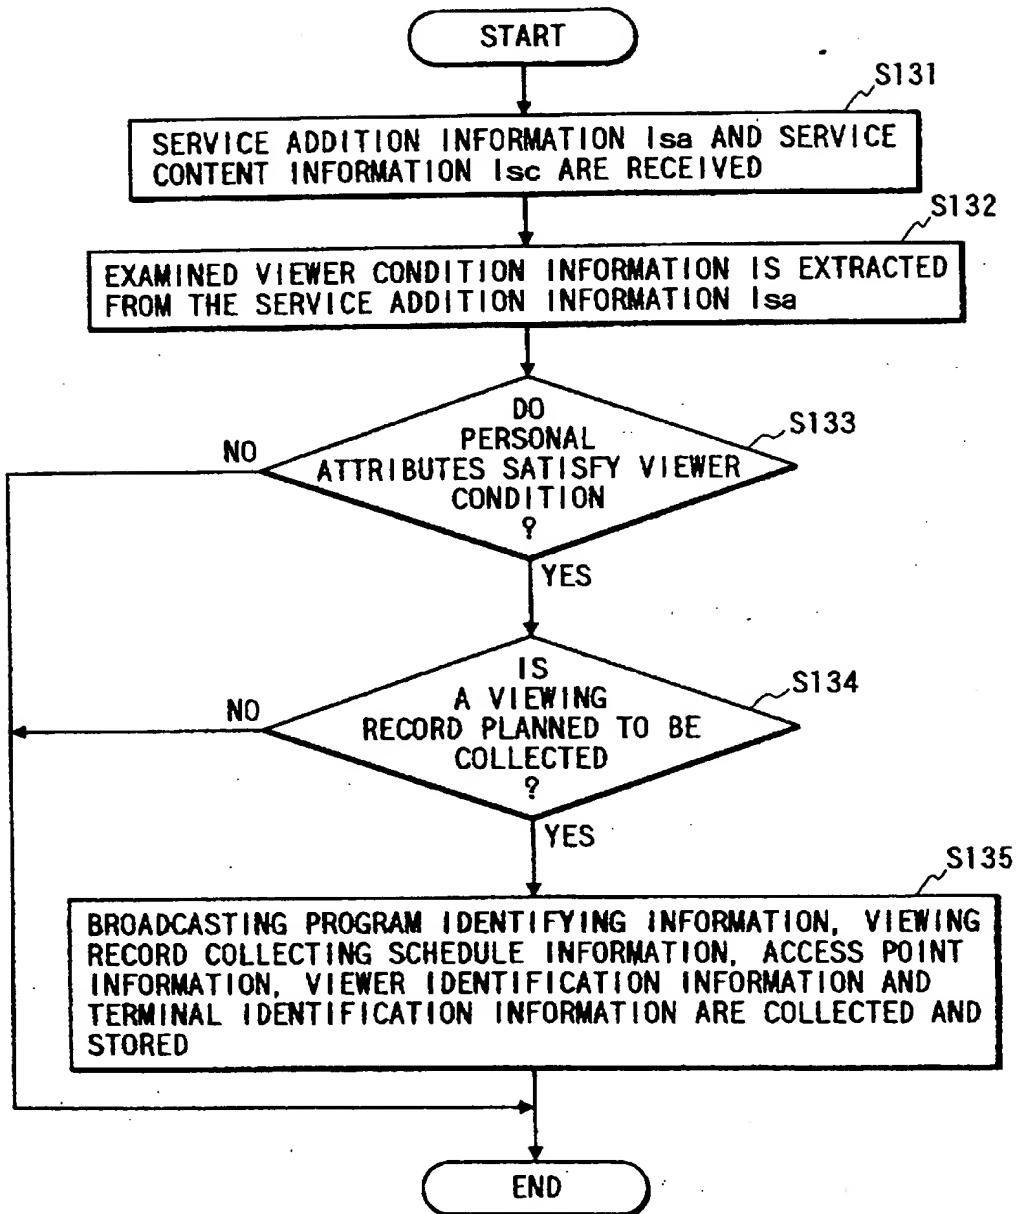 START
S131
SERVICE ADDITION INFORMATION Isa AND SERVICE
CONTENT INFORMATION Isc ARE RECEIVED
S132
EXAMINED VIEWER CONDITION INFORMATION IS EXTRACTED
FROM THE SERVICE ADDITION INFORMATION Isa
S133
DO
PERSONAL
ATTRIBUTES SATISFY VIEWER
CONDITION
?
NO
YES
S134
IS
A VIEWING
RECORD PLANNED TO BE
COLLECTED
?
NO
YES
S135
BROADCASTING PROGRAM IDENTIFYING INFORMATION, VIEWING
RECORD COLLECTING SCHEDULE INFORMATION, ACCESS POINT
INFORMATION, VIEWER IDENTIFICATION INFORMATION AND
TERMINAL IDENTIFICATION INFORMATION ARE COLLECTED AND
STORED
END